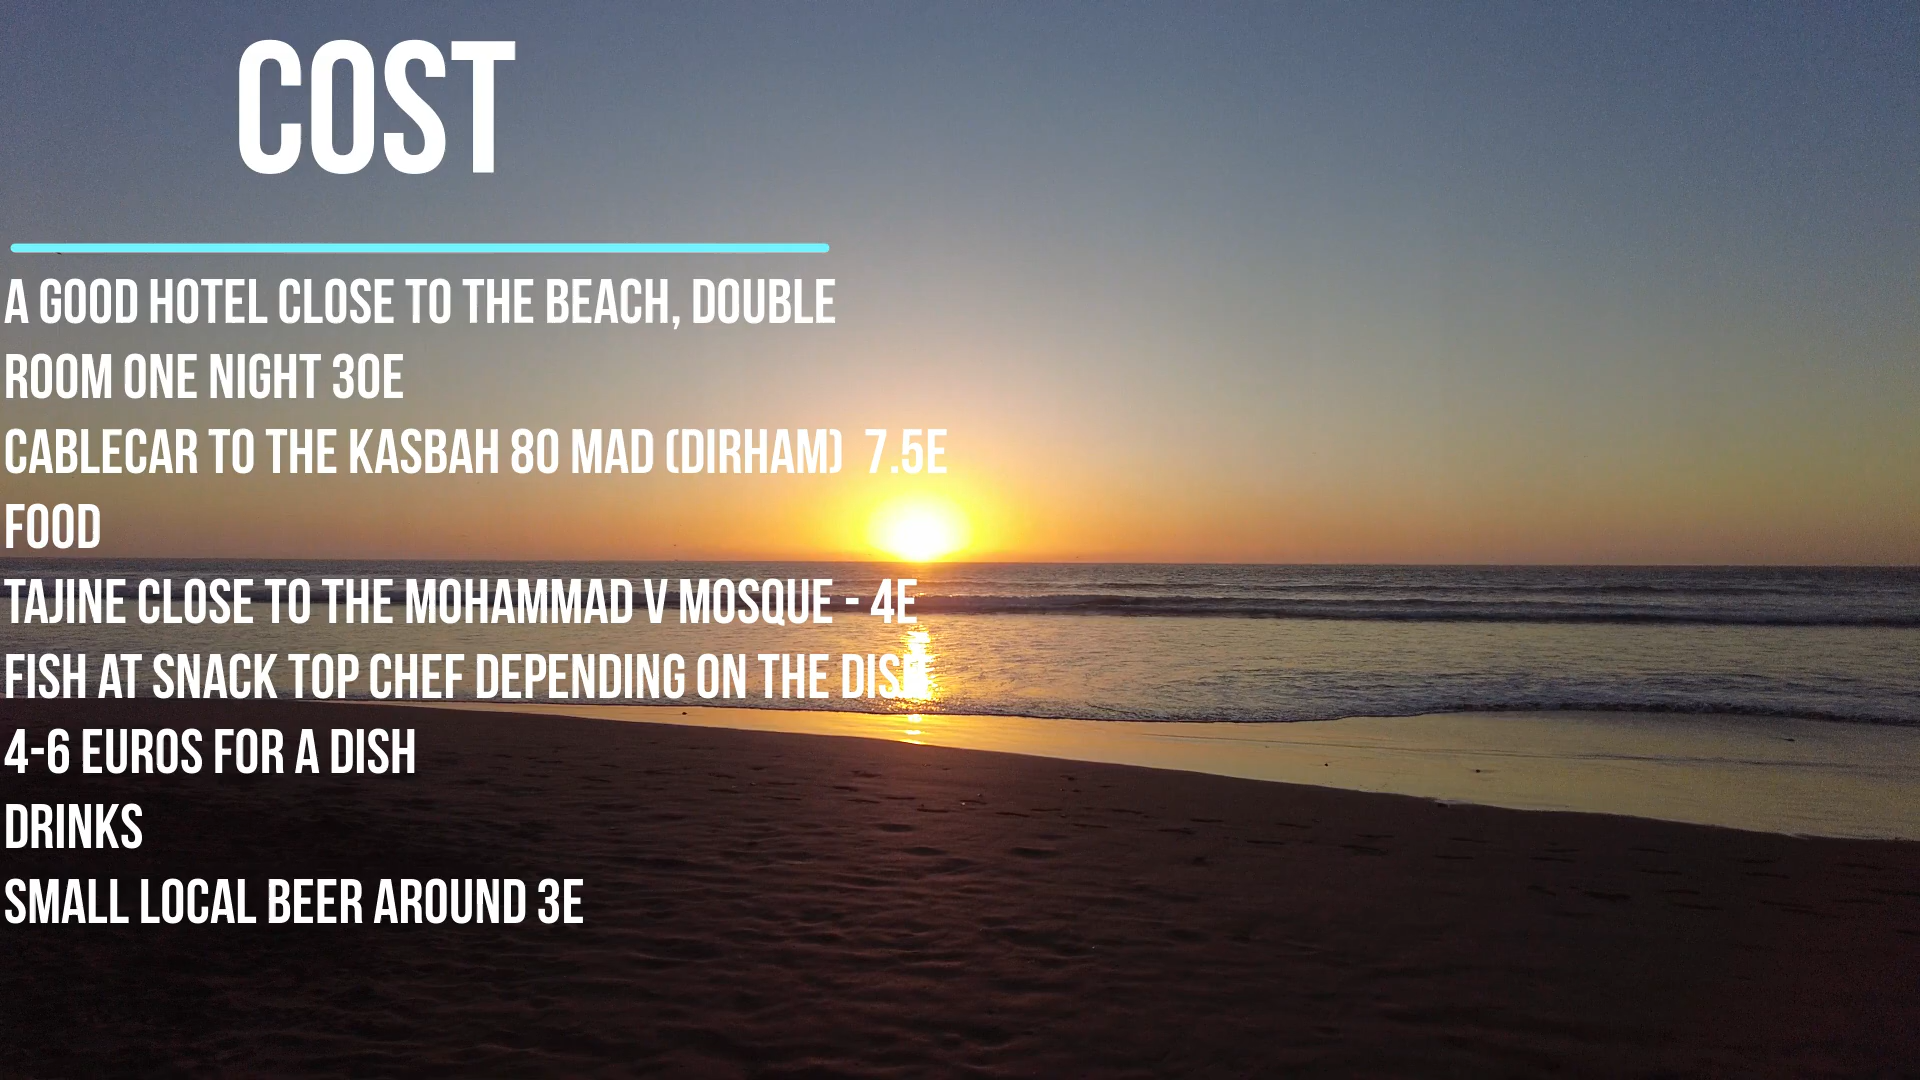 COST
A GOOD HOTEL CLOSE TO THE BEACH, DOUBLE
ROOM ONE NIGHT 30E
CABLECAR TO THE KASBAH 80 MAD (DIRHAM)  7.5E
FOOD
TAJINE CLOSE TO THE MOHAMMAD V MOSQUE - 4E
FISH AT SNACK TOP CHEF DEPENDING ON THE DISH
4-6 EUROS FOR A DISH
DRINKS
SMALL LOCAL BEER AROUND 3E